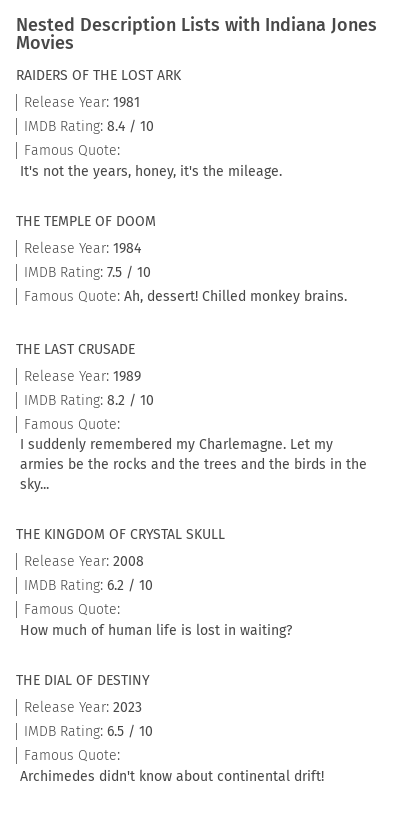 Nested Description Lists with Indiana Jones
Movies
RAIDERS OF THE LOST ARK
Release Year: 1981
IMDB Rating: 8.4 / 10
Famous Quote:
It's not the years, honey, it's the mileage.
THE TEMPLE OF DOOM
Release Year: 1984
IMDB Rating: 7.5 / 10
Famous Quote: Ah, dessert! Chilled monkey brains.
THE LAST CRUSADE
Release Year: 1989
IMDB Rating: 8.2 / 10
Famous Quote:
I suddenly remembered my Charlemagne. Let my
armies be the rocks and the trees and the birds in the
sky...
THE KINGDOM OF CRYSTAL SKULL
Release Year: 2008
IMDB Rating: 6.2 / 10
Famous Quote:
How much of human life is lost in waiting?
THE DIAL OF DESTINY
Release Year: 2023
IMDB Rating: 6.5 / 10
Famous Quote:
Archimedes didn't know about continental drift!